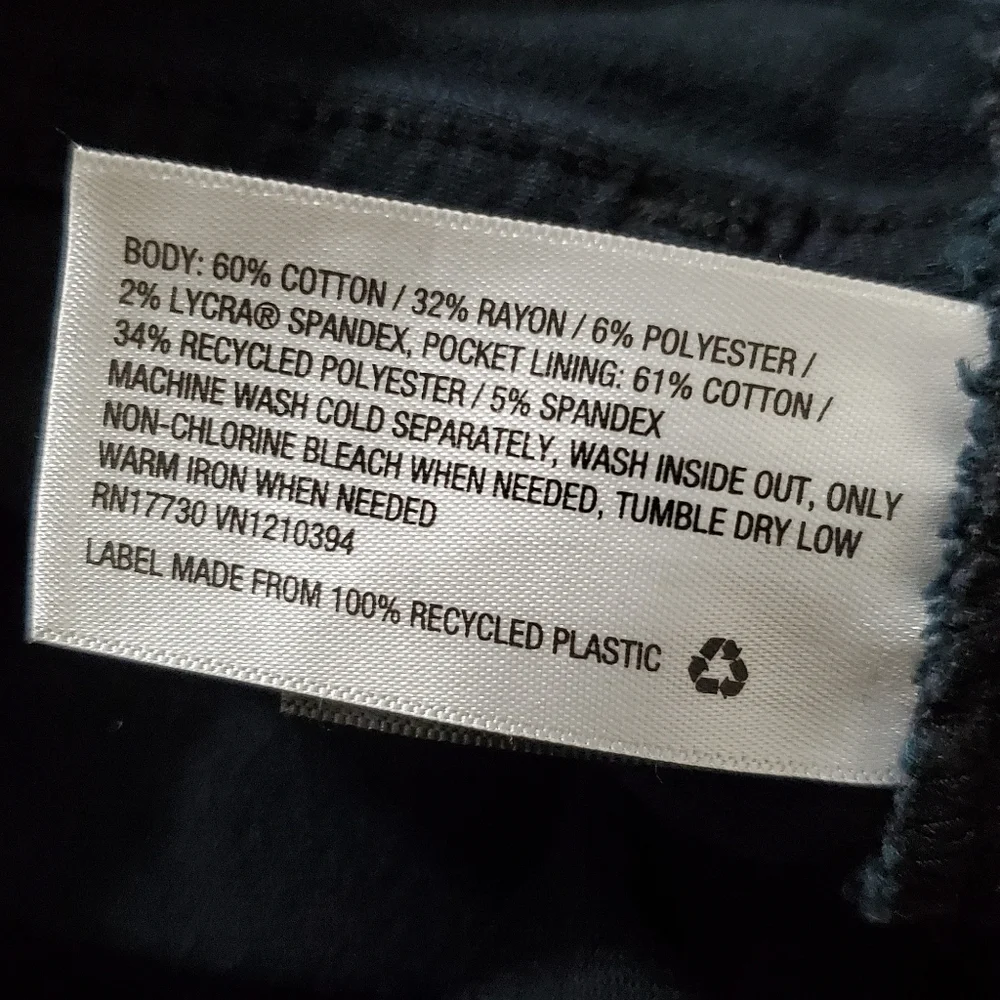 BODY: 60% COTTON / 32% RAYON / 6% POLYESTER /
2% LYCRA® SPANDEX, POCKET LINING: 61% COTTON /
34% RECYCLED POLYESTER / 5% SPANDEX
MACHINE WASH COLD SEPARATELY, WASH INSIDE OUT, ONLY
NON-CHLORINE BLEACH WHEN NEEDED, TUMBLE DRY LOW
WARM IRON WHEN NEEDED
RN17730 VN1210394
LABEL MADE FROM 100% RECYCLED PLASTIC